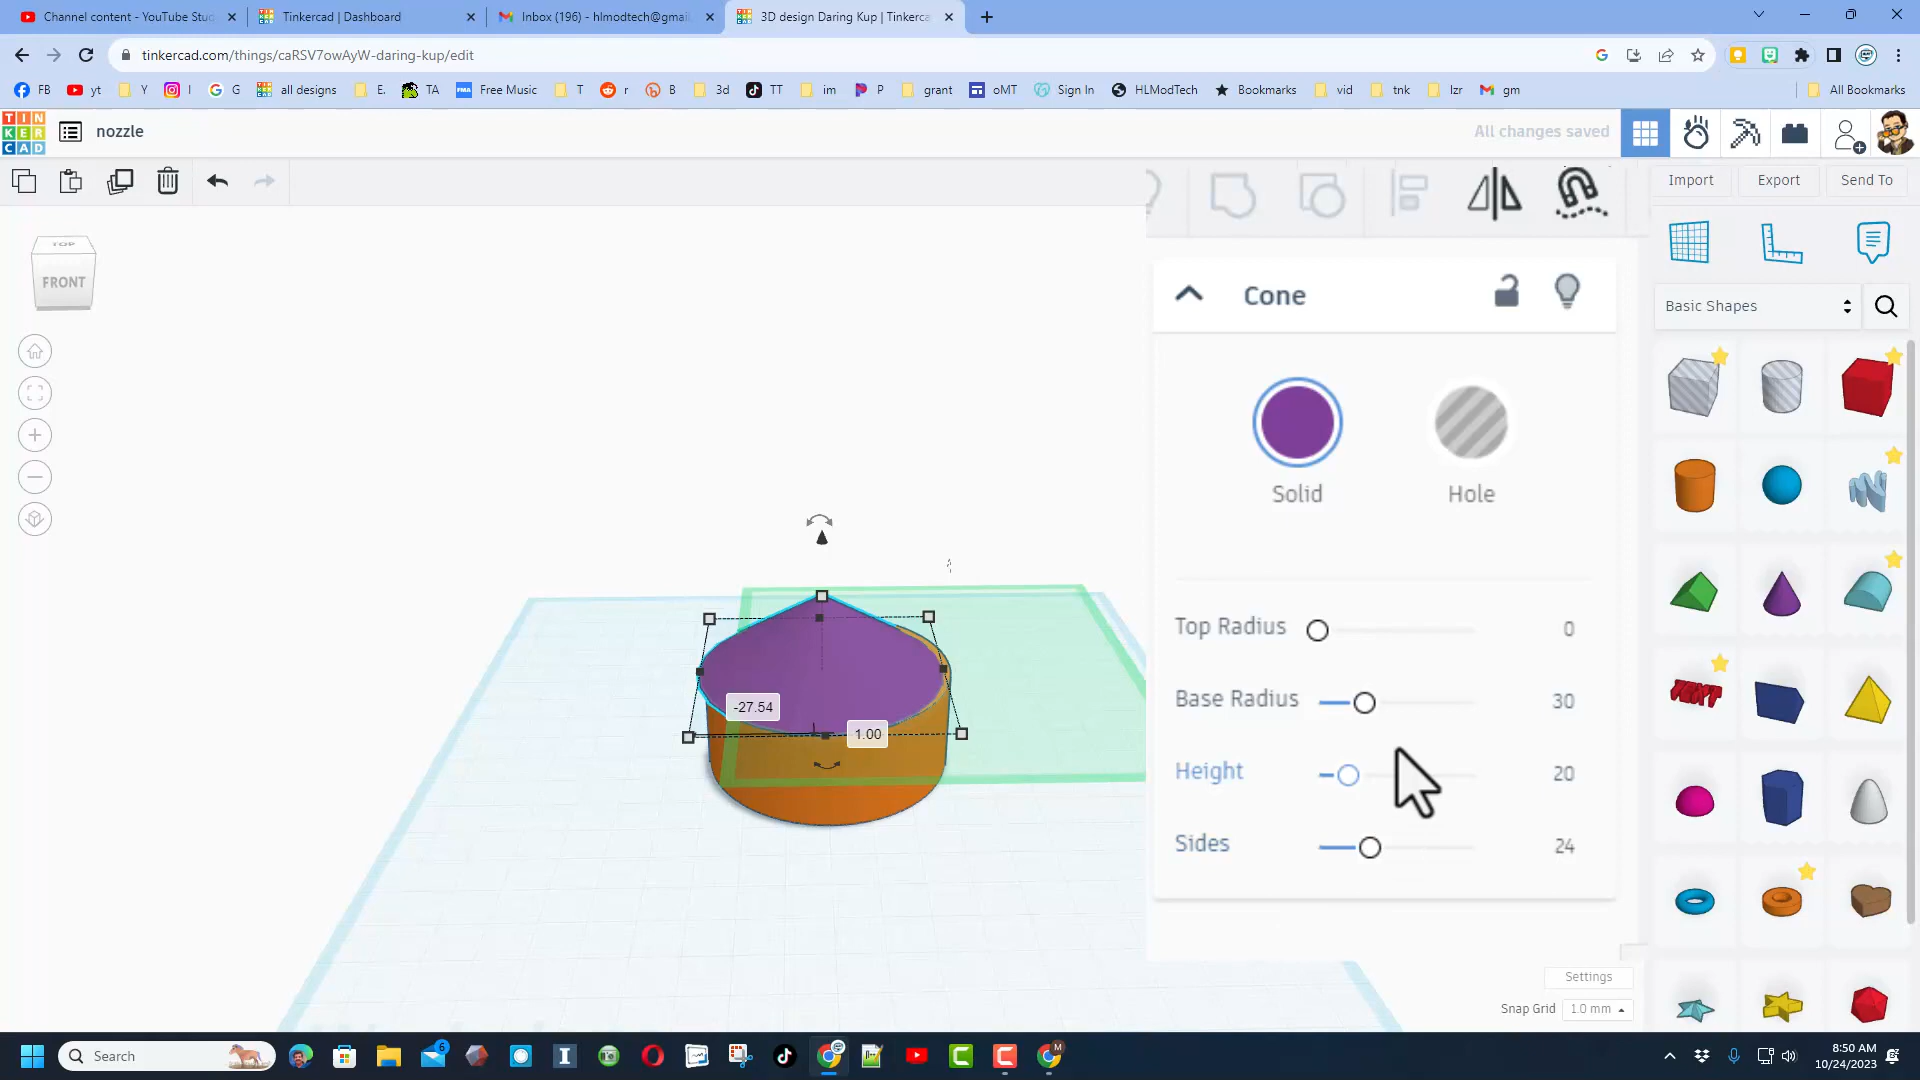 Channel content - YouTube Stud
Tinkercad | Dashboard
Inbox (196) - hlmodtech@gmail.
3D design Daring Kup | Tinkerca
tinkercad.com/things/caRSV7owAyW-daring-kup/edit
FB yt Y I G all designs E. TA Free Music T r B 3d TT im P grant oMT Sign In HLModTech Bookmarks vid tnk lzr gm All Bookmarks
TIN
KER
CAD
nozzle
All changes saved
Import Export Send To
TOP
FRONT
Cone
Basic Shapes
Solid Hole
Top Radius 0
Base Radius 30
Height 20
Sides 24
-27.54
1.00
TEXT
Settings
Snap Grid 1.0 mm
Search
6
M
8:50 AM
10/24/2023